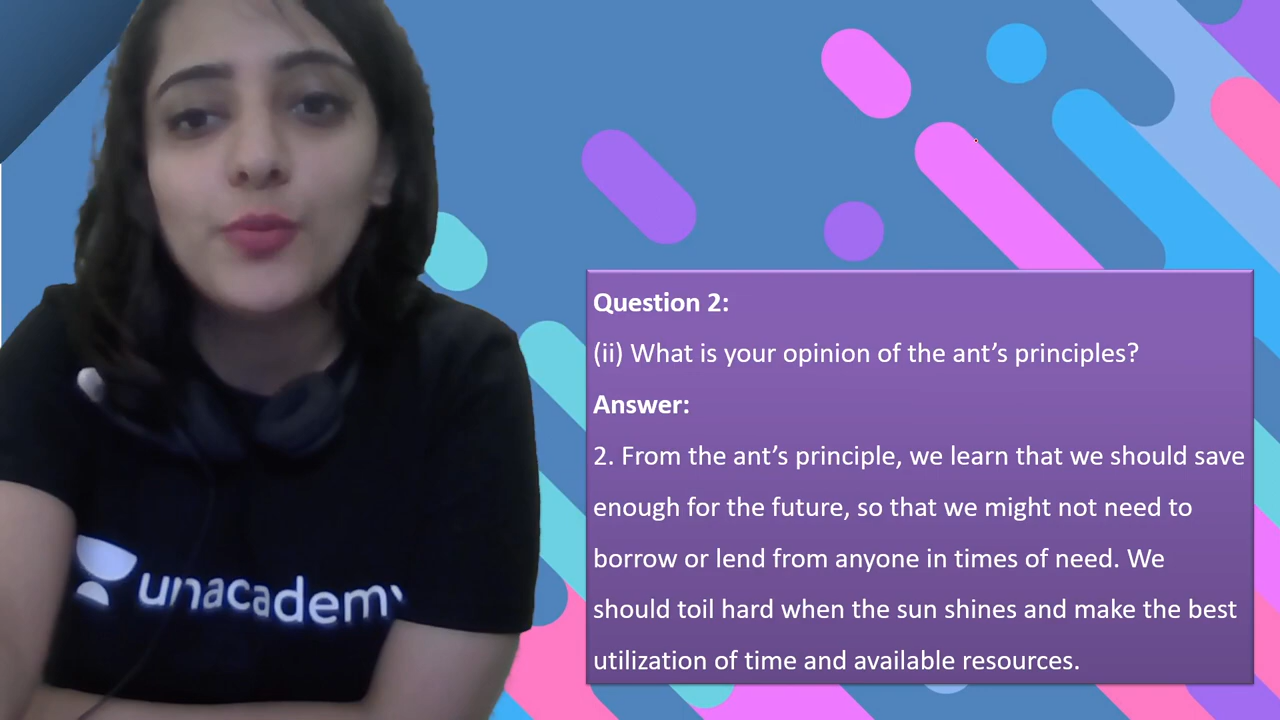 unacademy
Question 2:
(ii) What is your opinion of the ant’s principles?
Answer:
2. From the ant’s principle, we learn that we should save
enough for the future, so that we might not need to
borrow or lend from anyone in times of need. We
should toil hard when the sun shines and make the best
utilization of time and available resources.